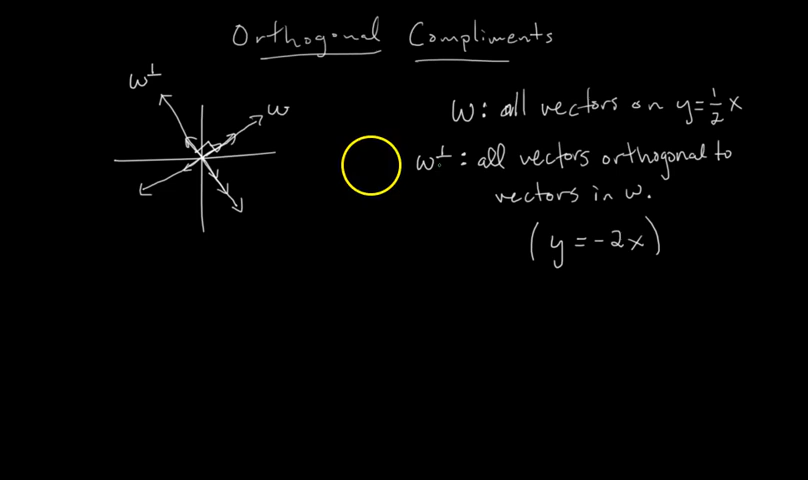 Orthogonal Compliments
W⊥
W
W: all vectors on y=½x
W⊥: all vectors orthogonal to
vectors in W.
(y=-2x)